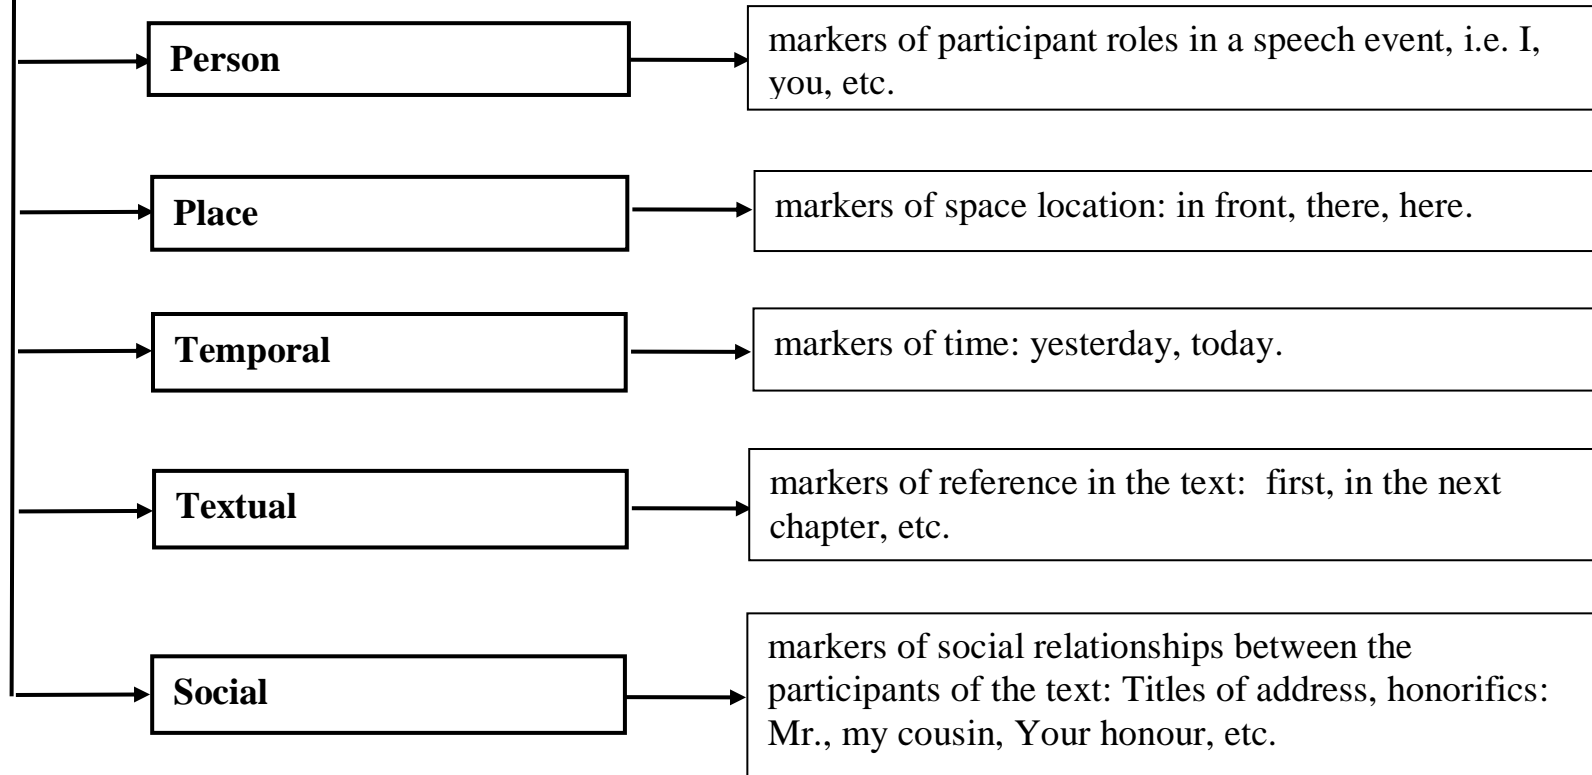 Person
markers of participant roles in a speech event, i.e. I,
you, etc.
Place
markers of space location: in front, there, here.
Temporal
markers of time: yesterday, today.
Textual
markers of reference in the text:  first, in the next
chapter, etc.
Social
markers of social relationships between the
participants of the text: Titles of address, honorifics:
Mr., my cousin, Your honour, etc.